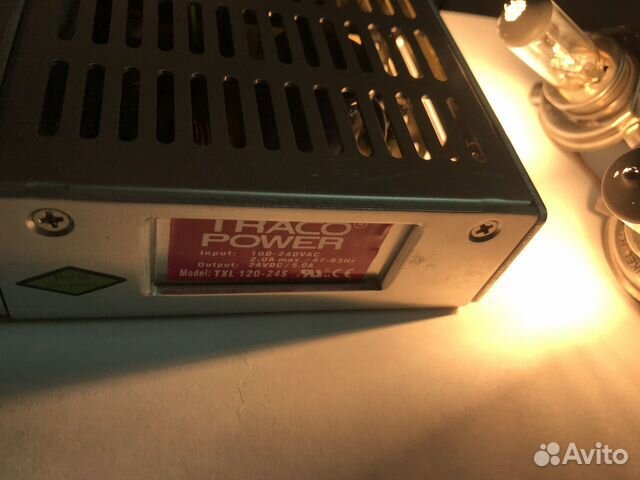 TRACO®
POWER
Input: 100-240VAC
2.0A max./47-63Hz
Output: 24VDC/5.0A
Model: TXL 120-24S
CE
Avito